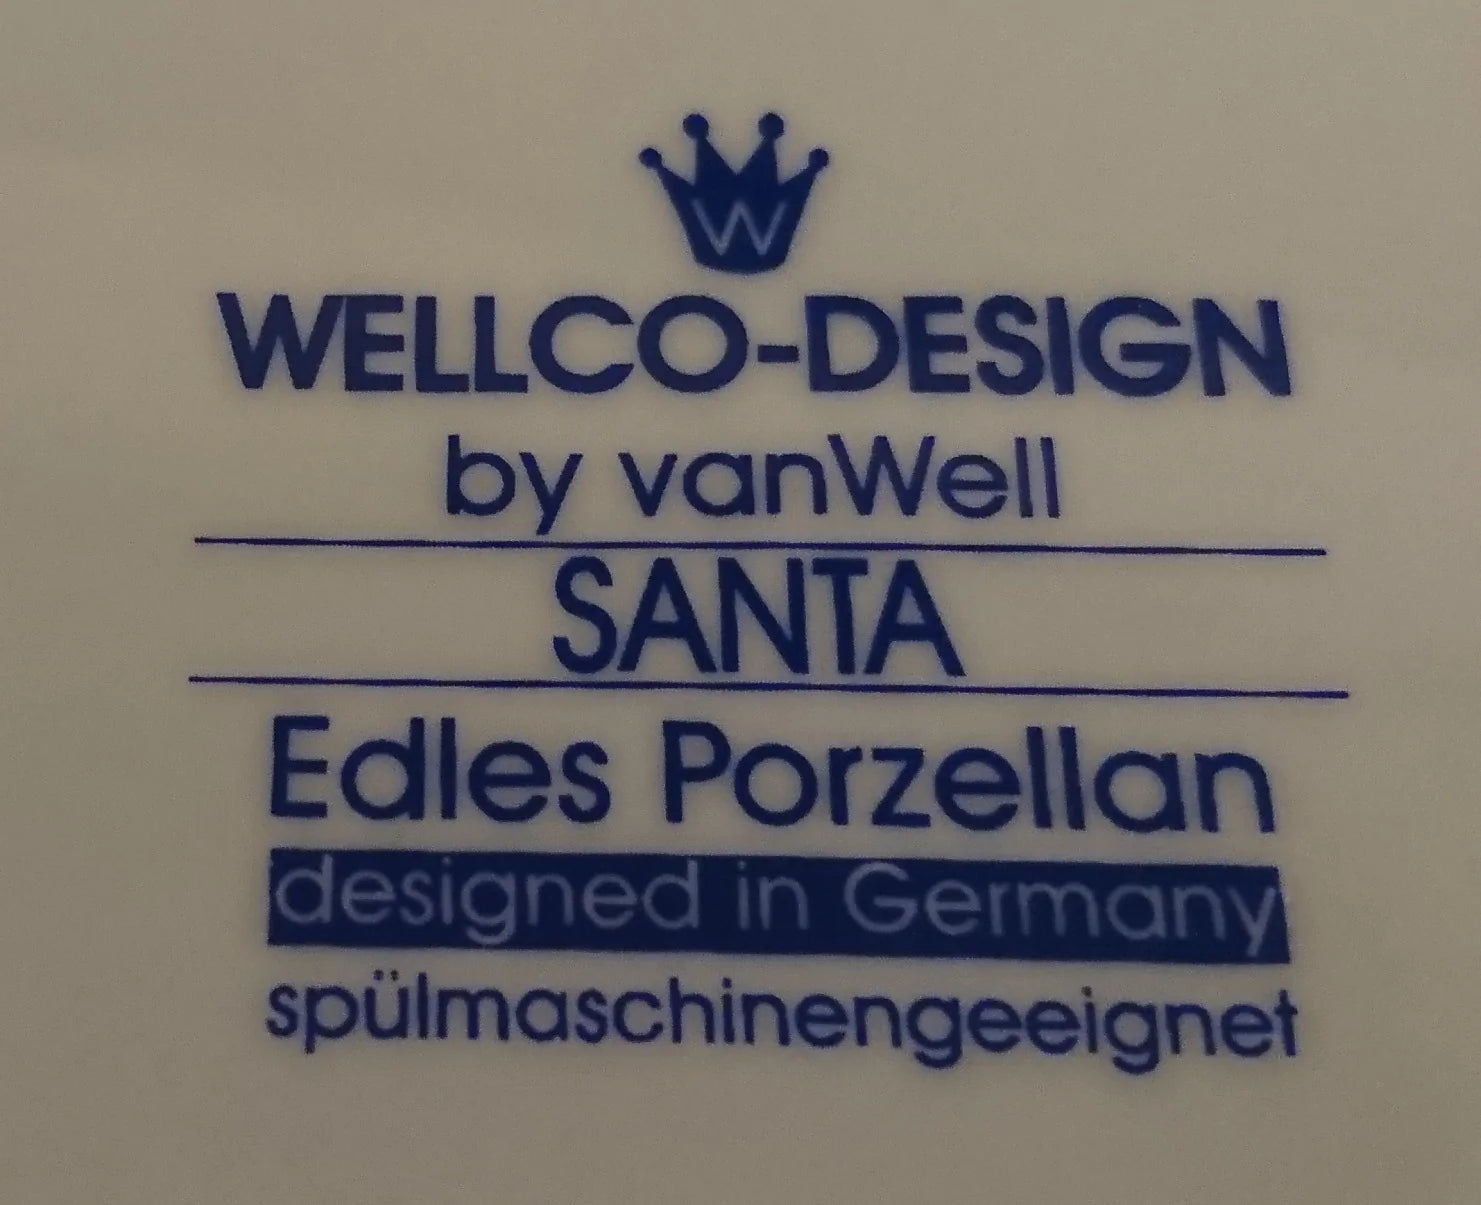 W
WELLCO-DESIGN
by vanWell
SANTA
Edles Porzellan
designed in Germany
spülmaschinengeeignet